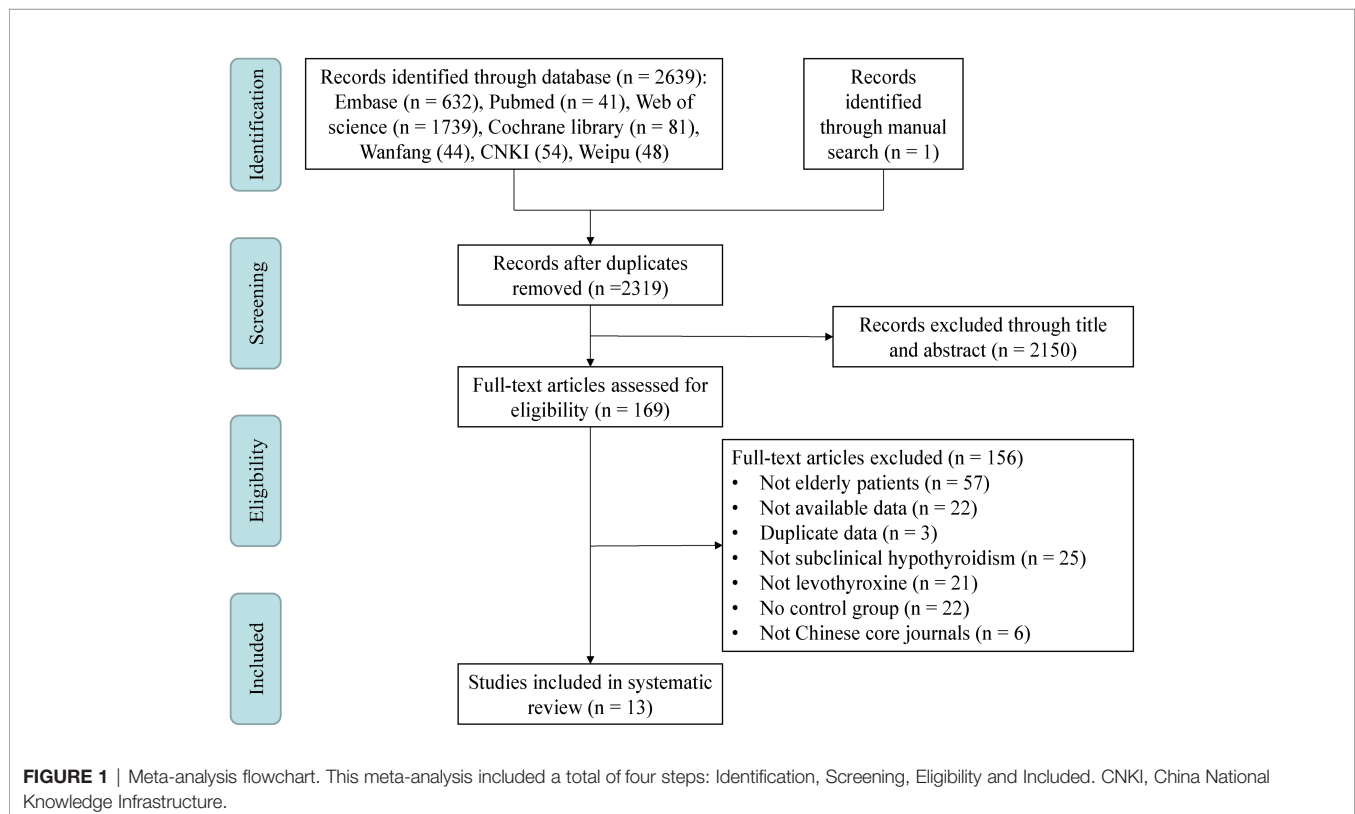 Identification
Records identified through database (n = 2639):
Embase (n = 632), Pubmed (n = 41), Web of
science (n = 1739), Cochrane library (n = 81),
Wanfang (44), CNKI (54), Weipu (48)
Records
identified
through manual
search (n = 1)
Screening
Records after duplicates
removed (n =2319)
Records excluded through title
and abstract (n = 2150)
Full-text articles assessed for
eligibility (n = 169)
Eligibility
Full-text articles excluded (n = 156)
• Not elderly patients (n = 57)
• Not available data (n = 22)
• Duplicate data (n = 3)
• Not subclinical hypothyroidism (n = 25)
• Not levothyroxine (n = 21)
• No control group (n = 22)
• Not Chinese core journals (n = 6)
Included
Studies included in systematic
review (n = 13)
FIGURE 1 | Meta-analysis flowchart. This meta-analysis included a total of four steps: Identification, Screening, Eligibility and Included. CNKI, China National
Knowledge Infrastructure.